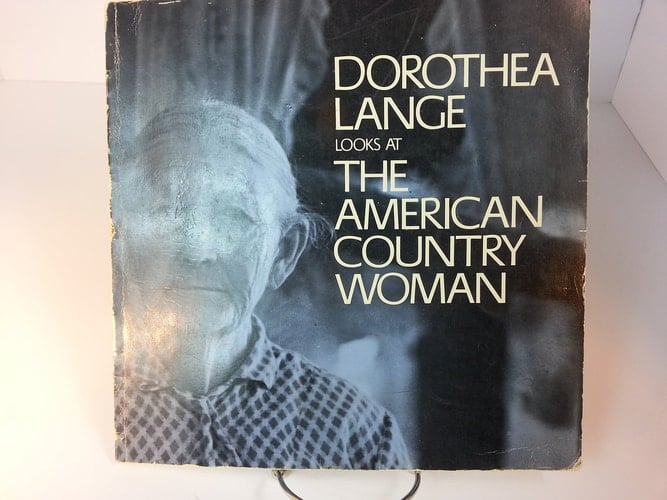 DOROTHEA
LANGE
LOOKS AT
THE
AMERICAN
COUNTRY
WOMAN